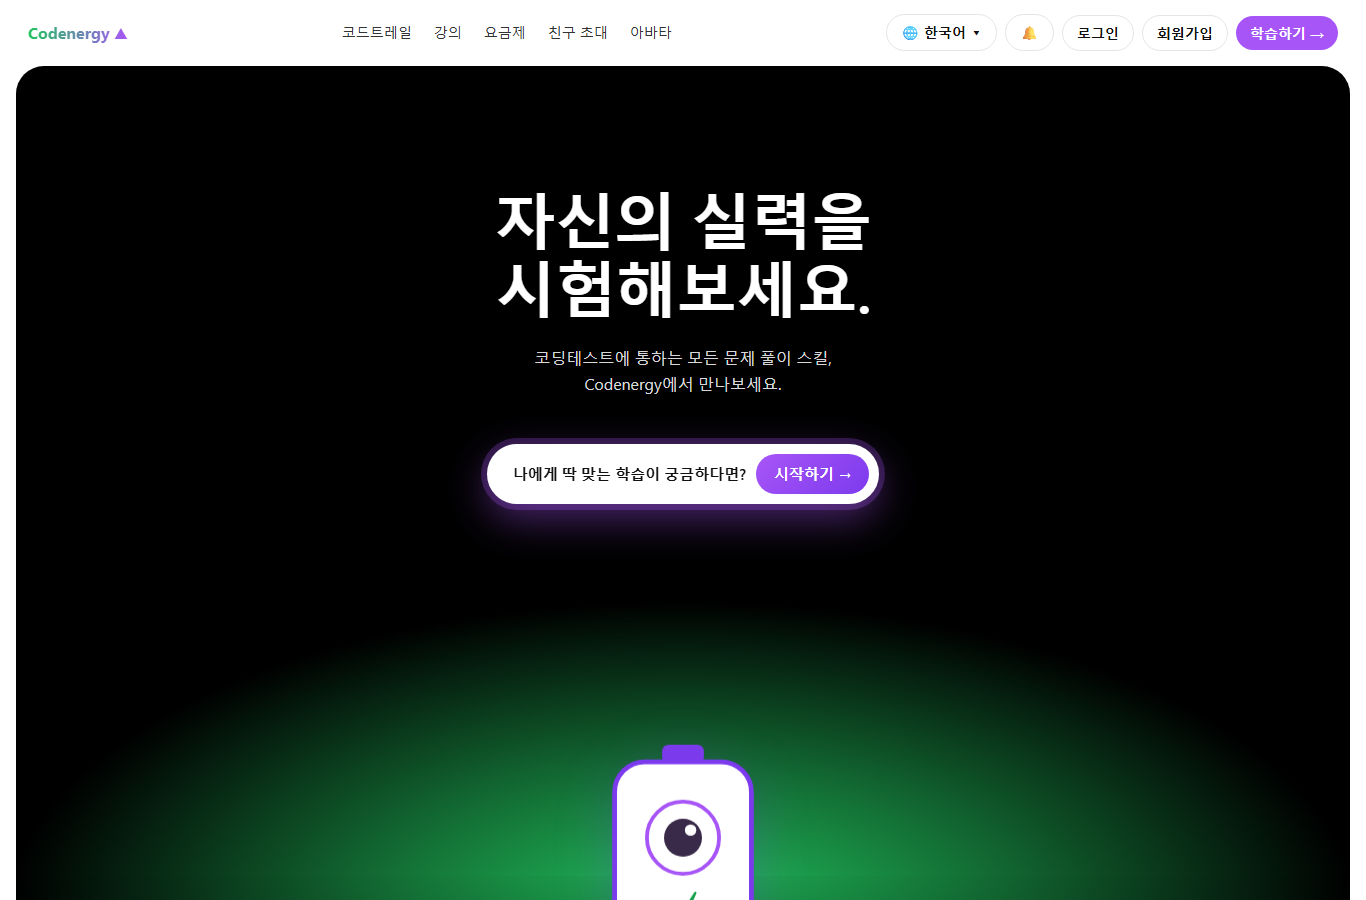 Codenergy ▲
코드트레일 강의 요금제 친구 초대 아바타
한국어 ▼
로그인
회원가입
학습하기 →
자신의 실력을
시험해보세요.
코딩테스트에 통하는 모든 문제 풀이 스킬,
Codenergy에서 만나보세요.
나에게 딱 맞는 학습이 궁금하다면? 시작하기 →